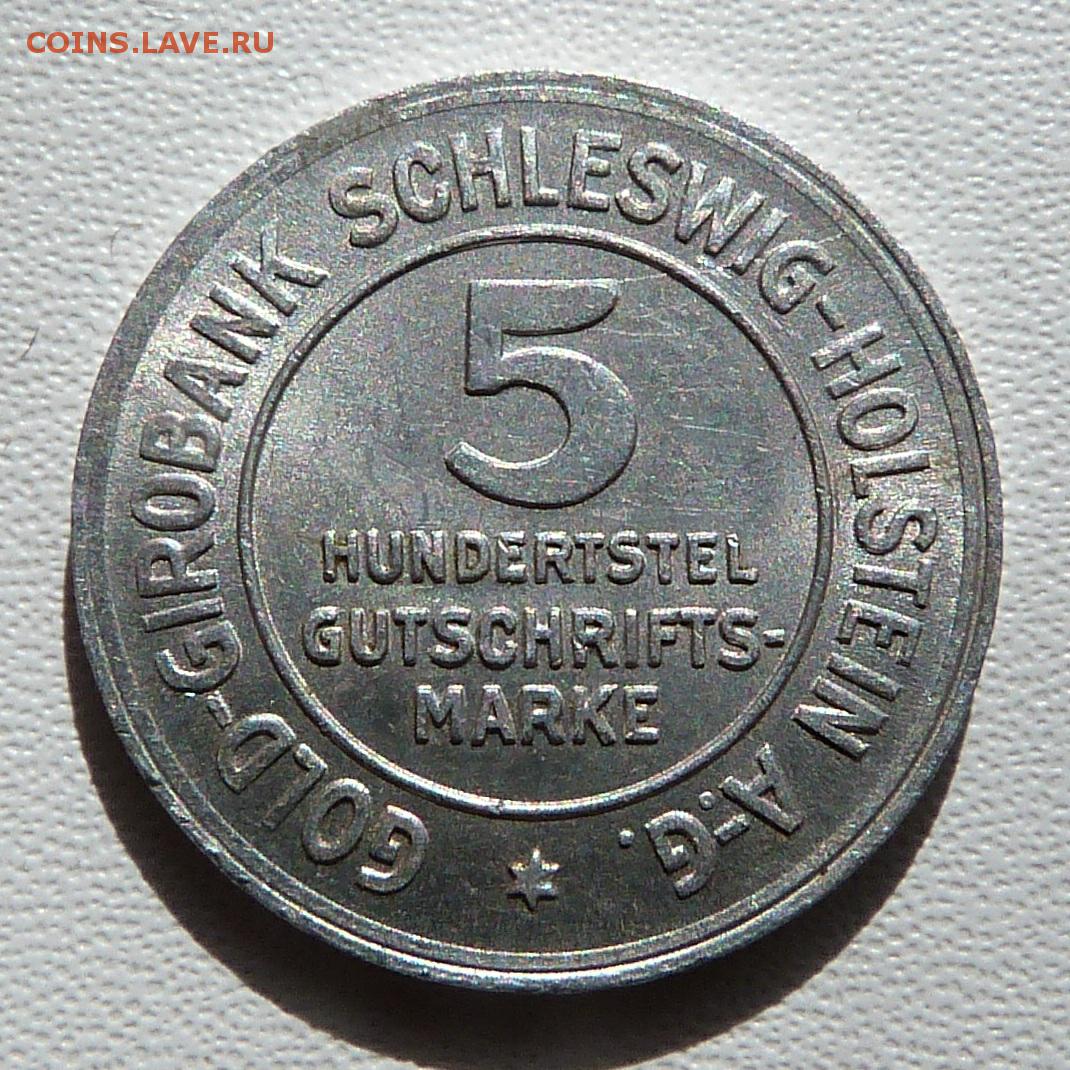 COINS.LAVE.RU
GOLD-GIROBANK SCHLESWIG-HOLSTEIN A.-G.
5
HUNDERTSTEL
GUTSCHRIFTS-
MARKE